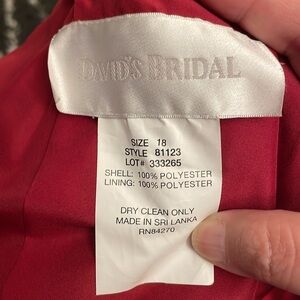 DAVID'S BRIDAL
SIZE 18
STYLE 81123
LOT# 333265
SHELL: 100% POLYESTER
LINING: 100% POLYESTER
DRY CLEAN ONLY
MADE IN SRI LANKA
RN84270